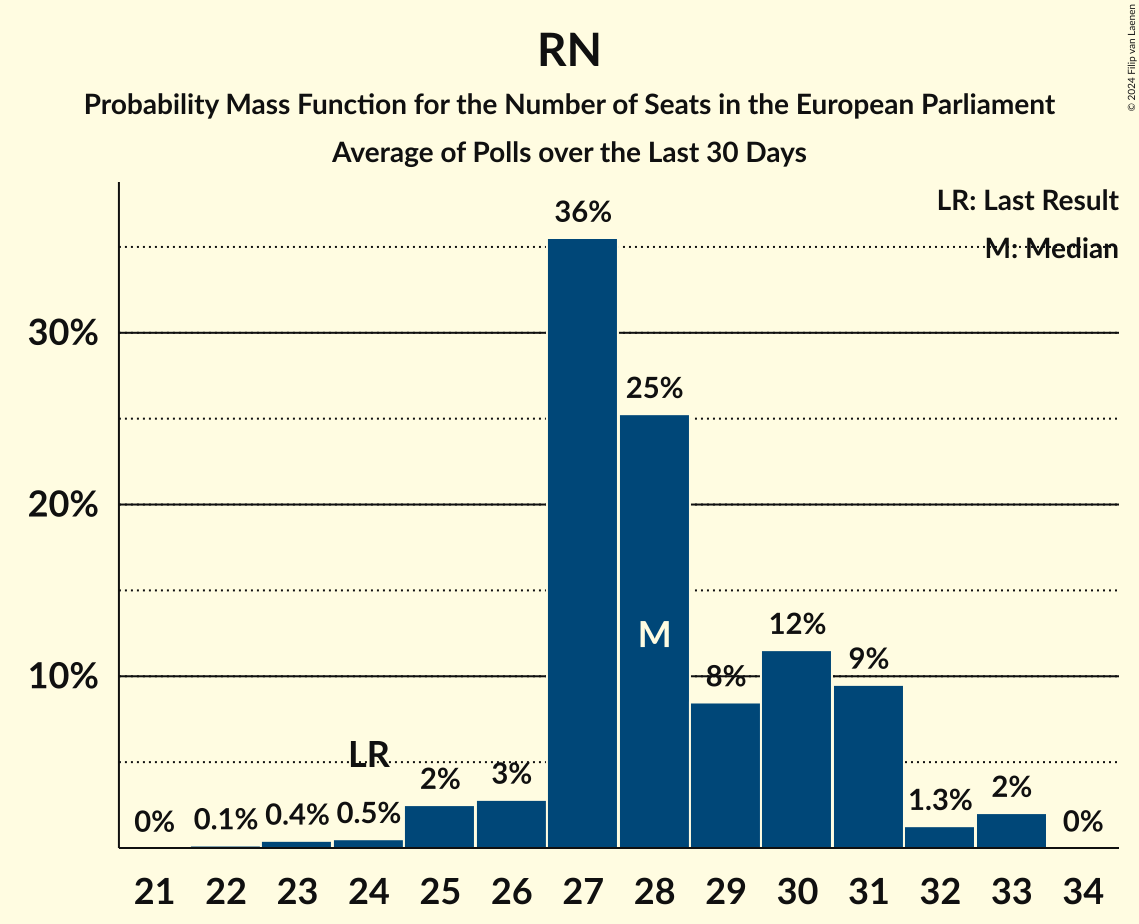 © 2024 Filip van Laenen
RN
Probability Mass Function for the Number of Seats in the European Parliament
Average of Polls over the Last 30 Days
LR: Last Result
M: Median
36%
30%
25%
20%
M
12%
10%
8%
9%
LR
0%
0.1%
0.4%
0.5%
2%
3%
1.3%
2%
0%
21 22 23 24 25 26 27 28 29 30 31 32 33 34